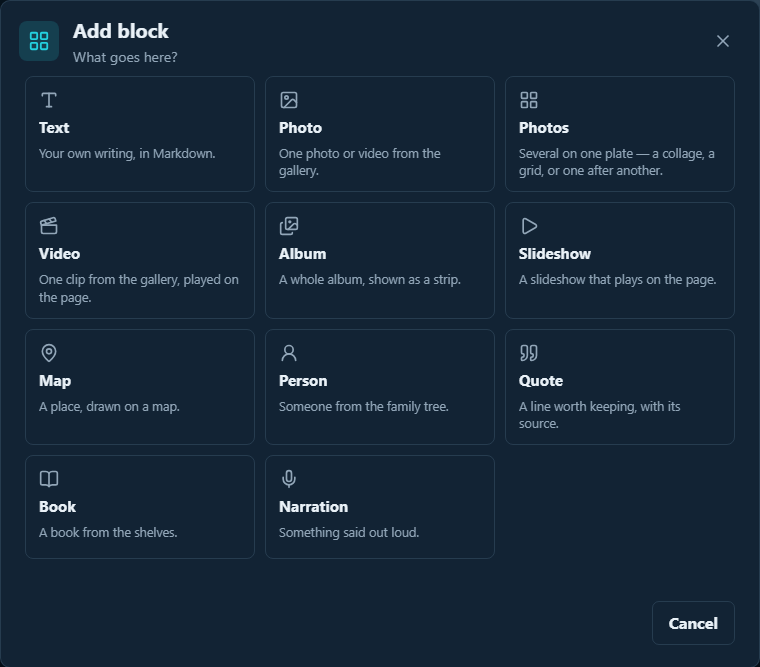 Add block
What goes here?
Text
Your own writing, in Markdown.
Photo
One photo or video from the
gallery.
Photos
Several on one plate — a collage, a
grid, or one after another.
Video
One clip from the gallery, played on
the page.
Album
A whole album, shown as a strip.
Slideshow
A slideshow that plays on the page.
Map
A place, drawn on a map.
Person
Someone from the family tree.
Quote
A line worth keeping, with its
source.
Book
A book from the shelves.
Narration
Something said out loud.
Cancel